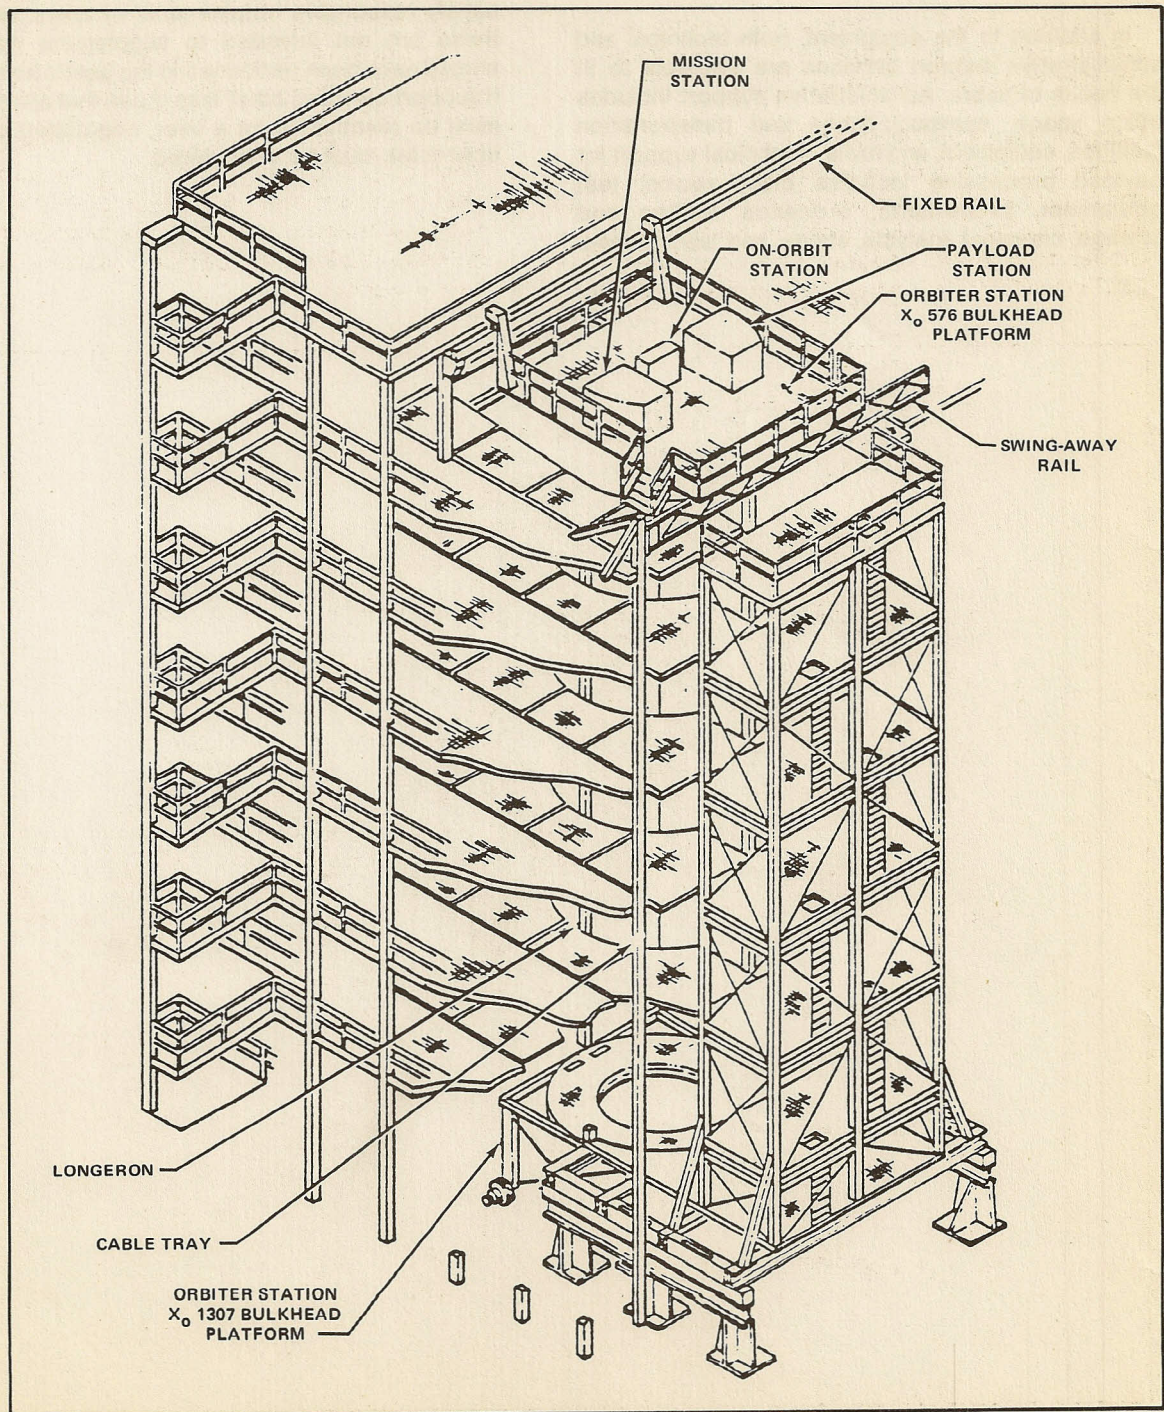 MISSION
STATION
FIXED RAIL
ON-ORBIT
STATION
PAYLOAD
STATION
ORBITER STATION
Xo 576 BULKHEAD
PLATFORM
SWING-AWAY
RAIL
LONGERON
CABLE TRAY
ORBITER STATION
Xo 1307 BULKHEAD
PLATFORM